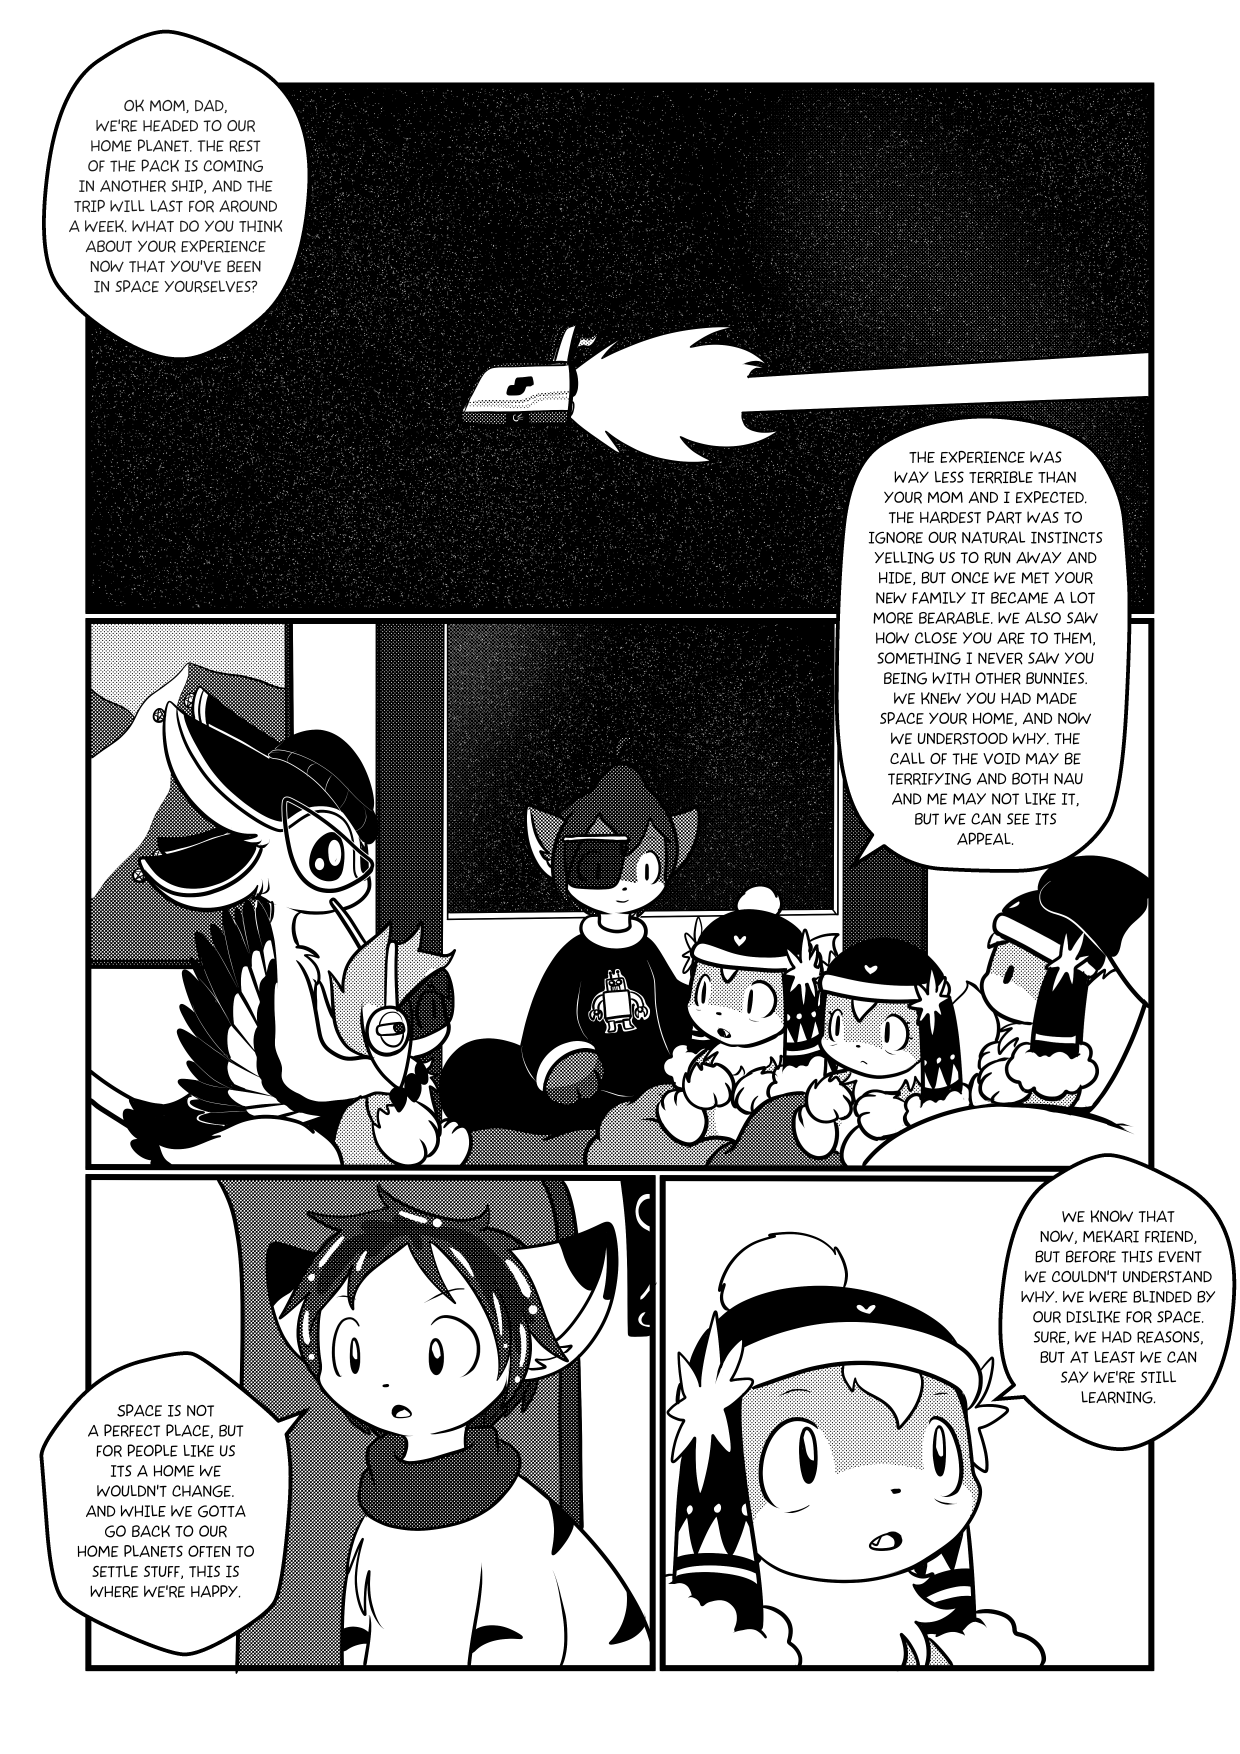 OK MOM, DAD,
WE'RE HEADED TO OUR
HOME PLANET. THE REST
OF THE PACK IS COMING
IN ANOTHER SHIP, AND THE
TRIP WILL LAST FOR AROUND
A WEEK. WHAT DO YOU THINK
ABOUT YOUR EXPERIENCE
NOW THAT YOU'VE BEEN
IN SPACE YOURSELVES?
THE EXPERIENCE WAS
WAY LESS TERRIBLE THAN
YOUR MOM AND I EXPECTED.
THE HARDEST PART WAS TO
IGNORE OUR NATURAL INSTINCTS
YELLING US TO RUN AWAY AND
HIDE, BUT ONCE WE MET YOUR
NEW FAMILY IT BECAME A LOT
MORE BEARABLE. WE ALSO SAW
HOW CLOSE YOU ARE TO THEM,
SOMETHING I NEVER SAW YOU
BEING WITH OTHER BUNNIES.
WE KNEW YOU HAD MADE
SPACE YOUR HOME, AND NOW
WE UNDERSTOOD WHY. THE
CALL OF THE VOID MAY BE
TERRIFYING AND BOTH NAU
AND ME MAY NOT LIKE IT,
BUT WE CAN SEE ITS
APPEAL.
SPACE IS NOT
A PERFECT PLACE, BUT
FOR PEOPLE LIKE US
ITS A HOME WE
WOULDN'T CHANGE.
AND WHILE WE GOTTA
GO BACK TO OUR
HOME PLANETS OFTEN TO
SETTLE STUFF, THIS IS
WHERE WE'RE HAPPY.
WE KNOW THAT
NOW, MEKARI FRIEND,
BUT BEFORE THIS EVENT
WE COULDN'T UNDERSTAND
WHY. WE WERE BLINDED BY
OUR DISLIKE FOR SPACE.
SURE, WE HAD REASONS,
BUT AT LEAST WE CAN
SAY WE'RE STILL
LEARNING.